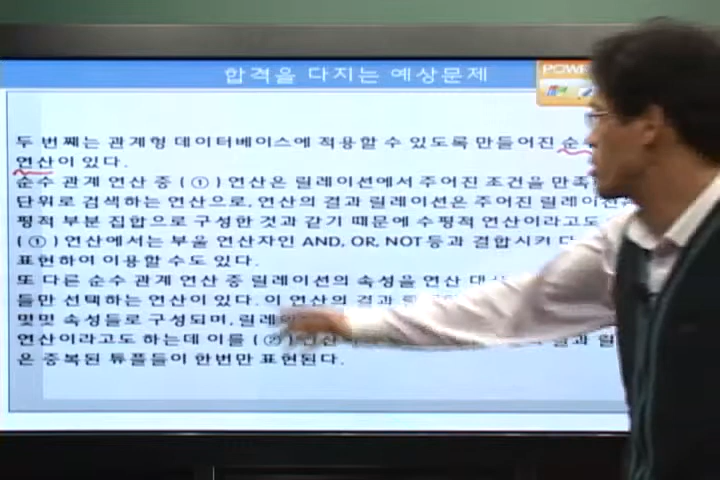 합격을 다지는 예상문제
POWE
두 번째는 관계형 데이터베이스에 적용할 수 있도록 만들어진 순
연산이 있다.
순수 관계 연산 중 (①) 연산은 릴레이션에서 주어진 조건을 만족
단위로 검색하는 연산으로, 연산의 결과 릴레이션은 주어진 릴레이션
평적 부분 집합으로 구성한 것과 같기 때문에 수평적 연산이라고도
(①) 연산에서는 부울 연산자인 AND, OR, NOT 등과 결합시켜 다
표현하여 이용할 수도 있다.
또 다른 순수 관계 연산 중 릴레이션의 속성을 연산 대
들만 선택하는 연산이 있다. 이 연산의 결과
몇몇 속성들로 구성되며, 릴레
연산이라고도 하는데 이를 (②)
은 중복된 튜플들이 한번만 표현된다.